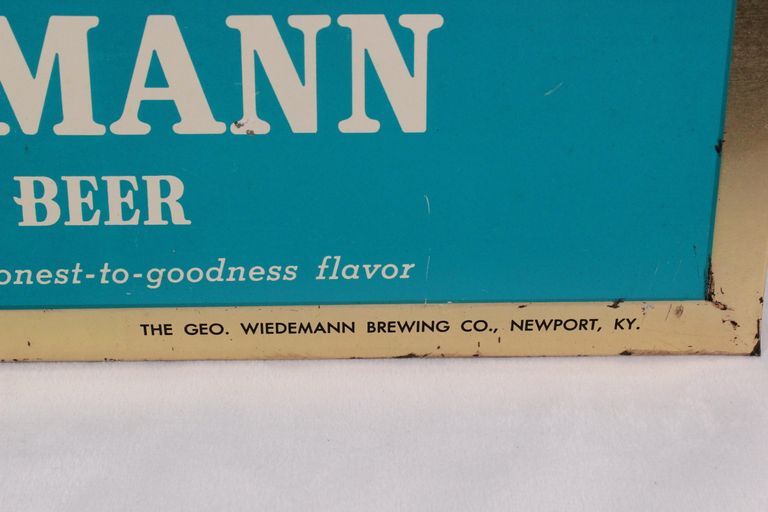 MANN
BEER
onest-to-goodness flavor
THE GEO. WIEDEMANN BREWING CO., NEWPORT, KY.